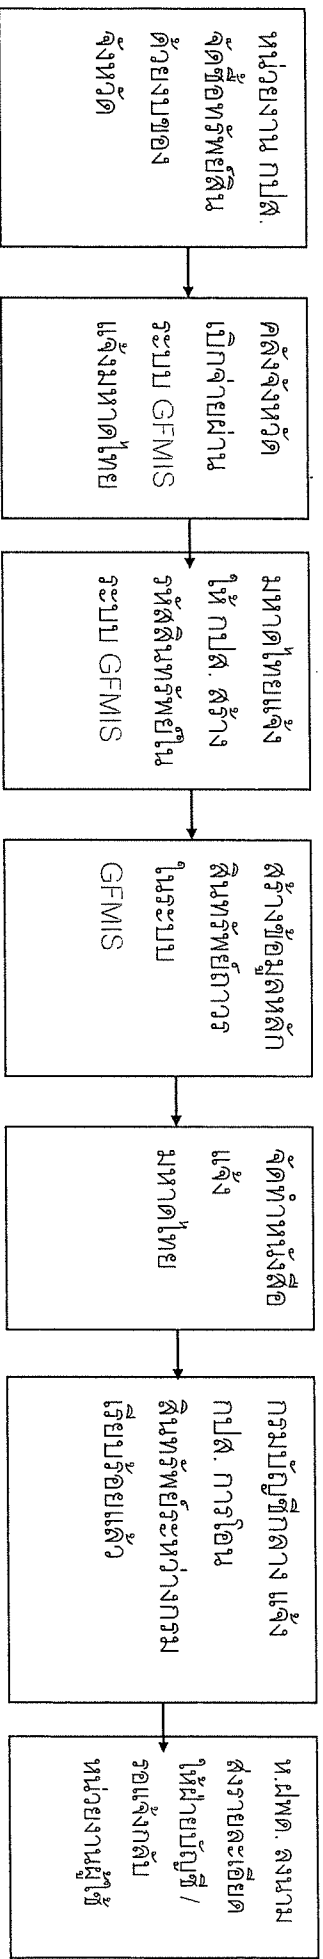 หน่วยงาน กปส.
จัดซื้อทรัพย์สิน
ด้วยงบของ
จังหวัด
คลังจังหวัด
เบิกจ่ายผ่าน
ระบบ GFMIS
แจ้งมหาดไทย
มหาดไทยแจ้ง
ให้ กปส. สร้าง
รหัสสินทรัพย์ใน
ระบบ GFMIS
สร้างข้อมูลหลัก
สินทรัพย์ถาวร
ในระบบ
GFMIS
จัดทำหนังสือ
แจ้ง
มหาดไทย
กรมบัญชีกลาง แจ้ง
กปส. การโอน
สินทรัพย์ระหว่างกรม
เรียบร้อยแล้ว
ห.ฝพด. ลงนาม
ส่งรายละเอียด
ให้ฝ่ายบัญชี /
รอแจ้งกลับ
หน่วยงานผู้ใช้